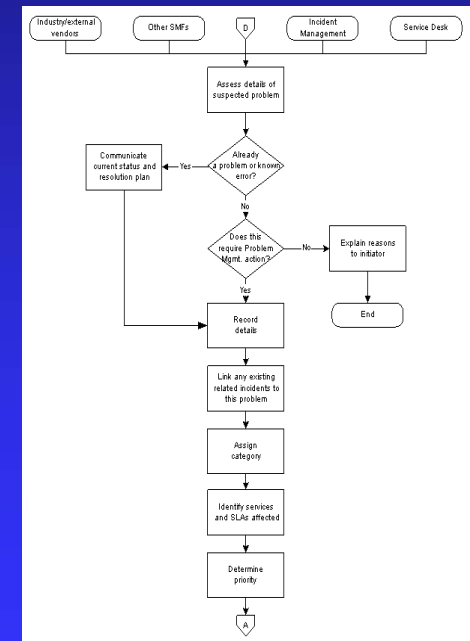 Industry/external
vendors
Other SMFs
D
Incident
Management
Service Desk
Assess details of
suspected problem
Already
a problem or known
error?
Yes
Communicate
current status and
resolution plan
No
Does this
require Problem
Mgmt. action?
No
Explain reasons
to initiator
Yes
End
Record
details
Link any existing
related incidents to
this problem
Assign
category
Identify services
and SLAs affected
Determine
priority
A